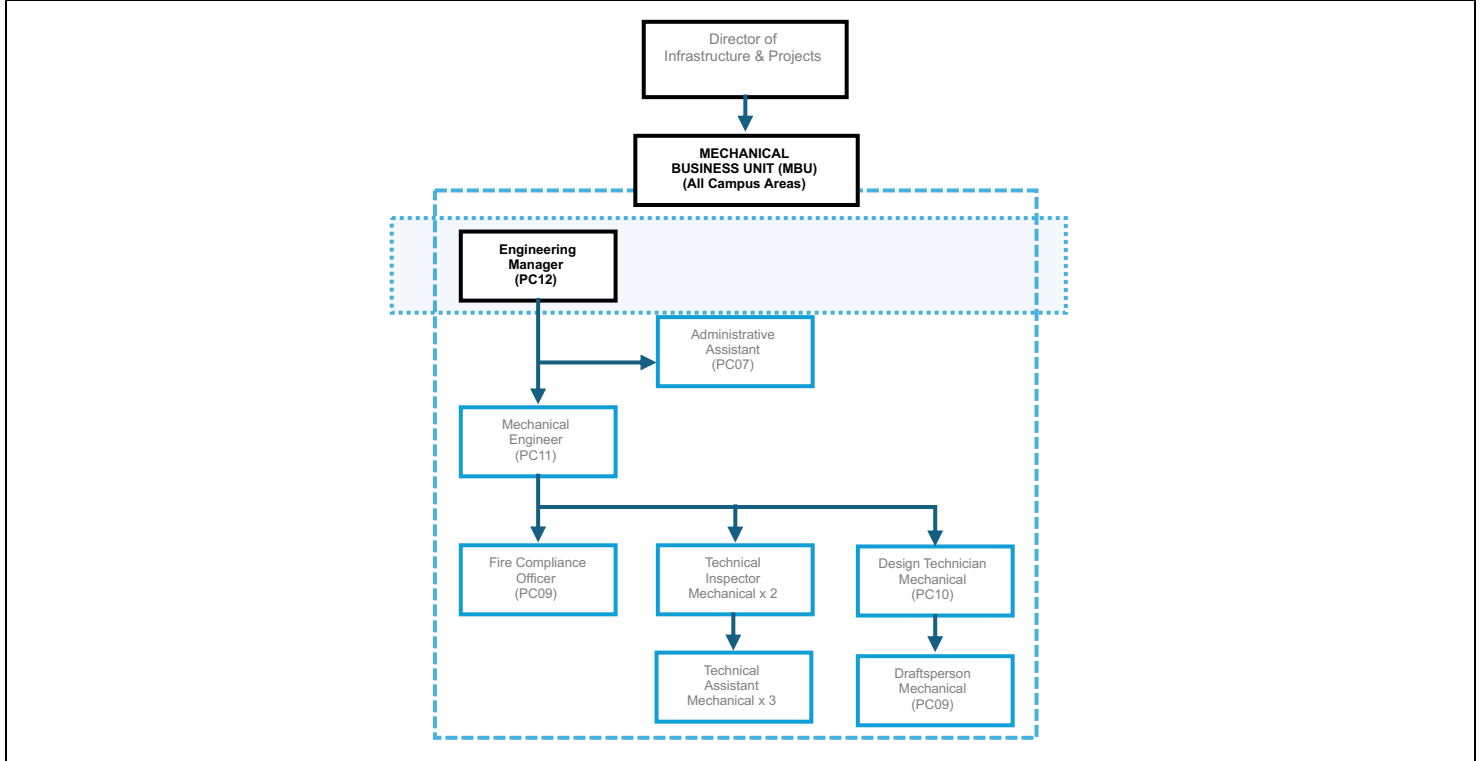 Director of
Infrastructure & Projects
MECHANICAL
BUSINESS UNIT (MBU)
(All Campus Areas)
Engineering
Manager
(PC12)
Administrative
Assistant
(PC07)
Mechanical
Engineer
(PC11)
Fire Compliance
Officer
(PC09)
Technical
Inspector
Mechanical x 2
Design Technician
Mechanical
(PC10)
Technical
Assistant
Mechanical x 3
Draftsperson
Mechanical
(PC09)